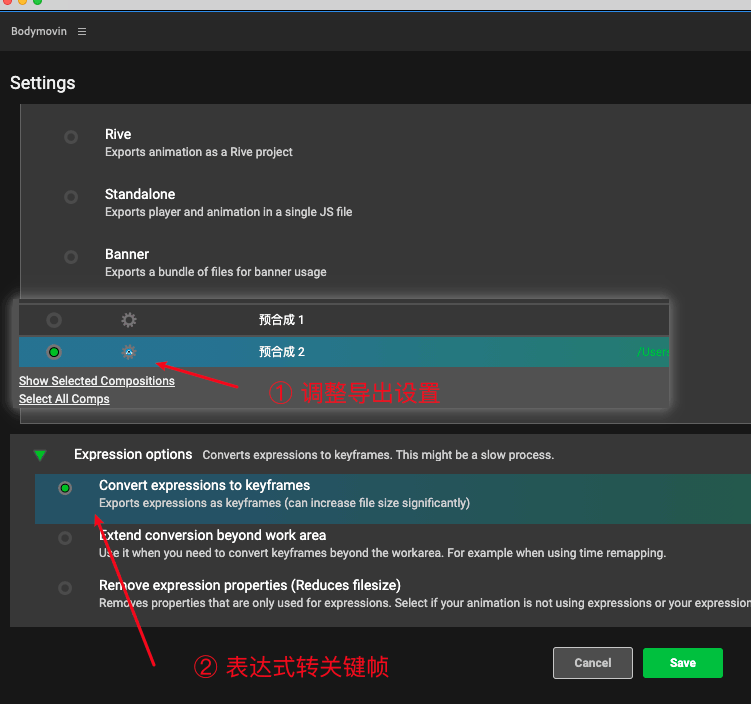 Bodymovin ☰
Settings
Rive
Exports animation as a Rive project
Standalone
Exports player and animation in a single JS file
Banner
Exports a bundle of files for banner usage
预合成 1
预合成 2 /User
Show Selected Compositions
Select All Comps
① 调整导出设置
Expression options Converts expressions to keyframes. This might be a slow process.
Convert expressions to keyframes
Exports expressions as keyframes (can increase file size significantly)
Extend conversion beyond work area
Use it when you need to convert keyframes beyond the workarea. For example when using time remapping.
Remove expression properties (Reduces filesize)
Removes properties that are only used for expressions. Select if your animation is not using expressions or your expression
② 表达式转关键帧
Cancel Save